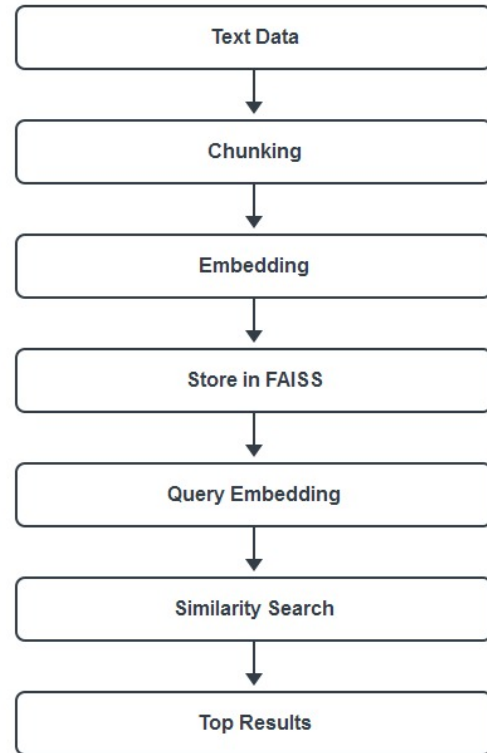 Text Data
Chunking
Embedding
Store in FAISS
Query Embedding
Similarity Search
Top Results